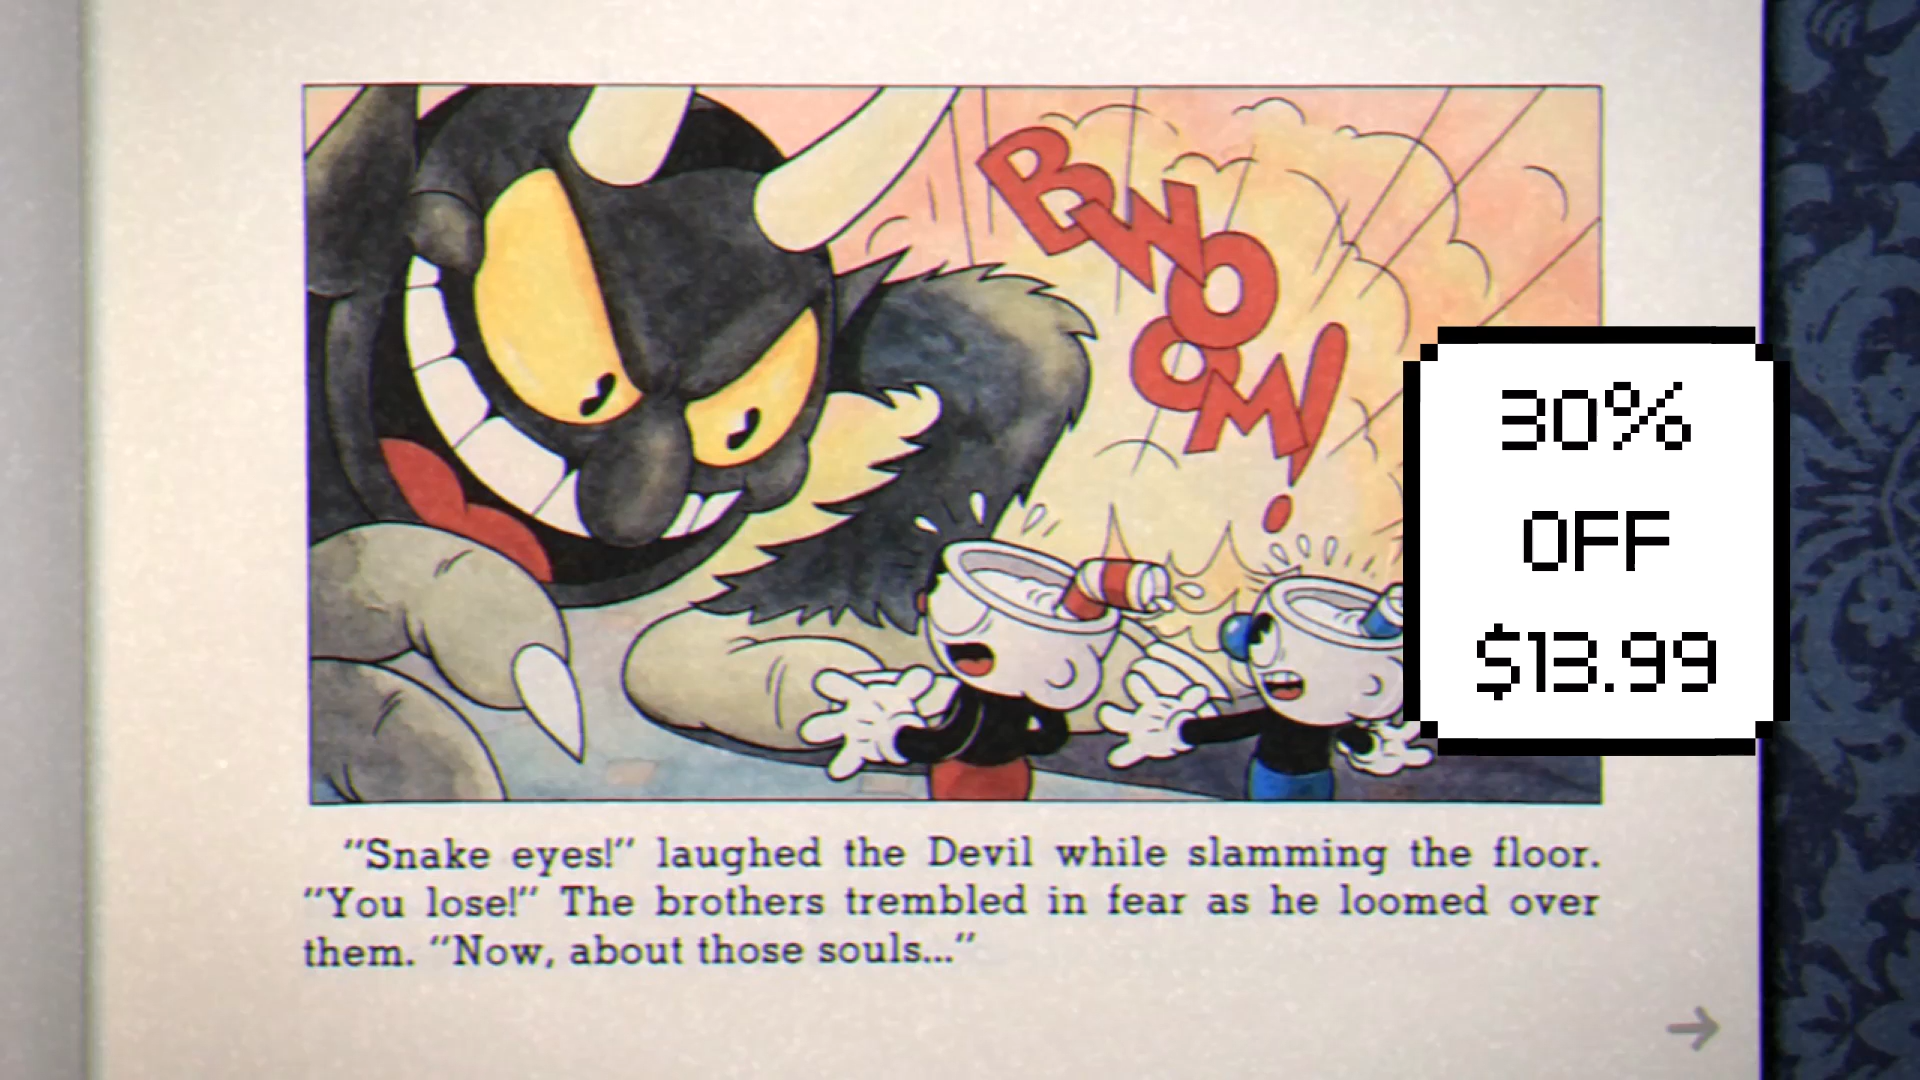 BWOOM!
30%
OFF
$13.99
“Snake eyes!” laughed the Devil while slamming the floor.
“You lose!” The brothers trembled in fear as he loomed over
them. “Now, about those souls...”